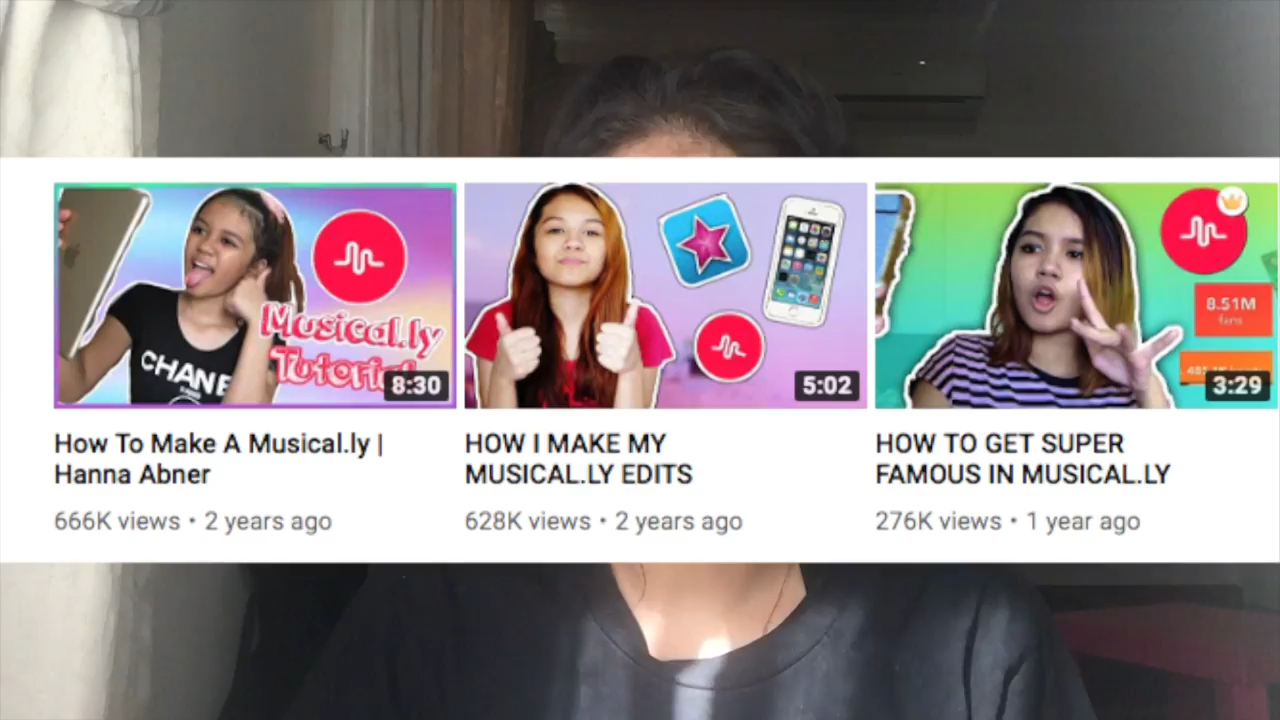 CHANE
Musical.ly
Tutorial
8:30
5:02
8.51M
fans
3:29
How To Make A Musical.ly |
Hanna Abner
666K views • 2 years ago
HOW I MAKE MY
MUSICAL.LY EDITS
628K views • 2 years ago
HOW TO GET SUPER
FAMOUS IN MUSICAL.LY
276K views • 1 year ago